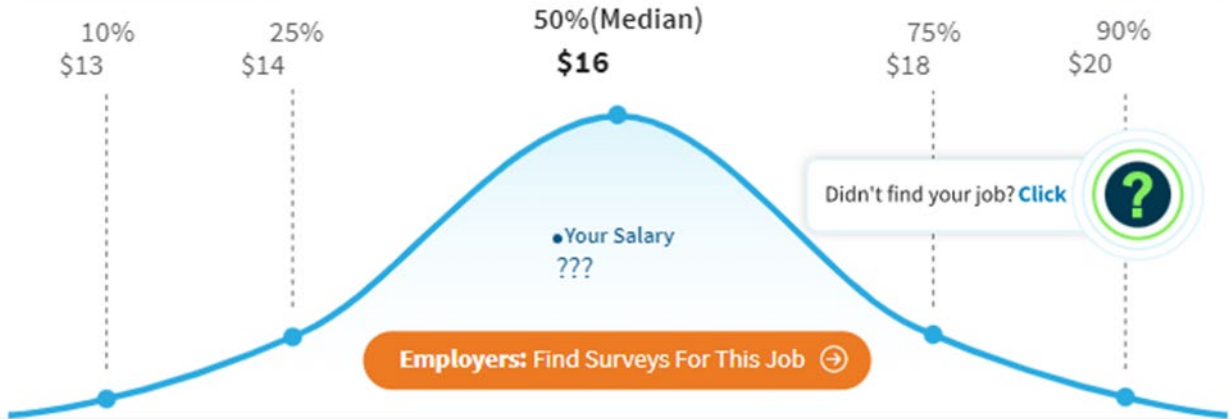 10%
25%
50%(Median)
75%
90%
$13
$14
$16
$18
$20
Didn't find your job? Click
?
•Your Salary
???
Employers: Find Surveys For This Job